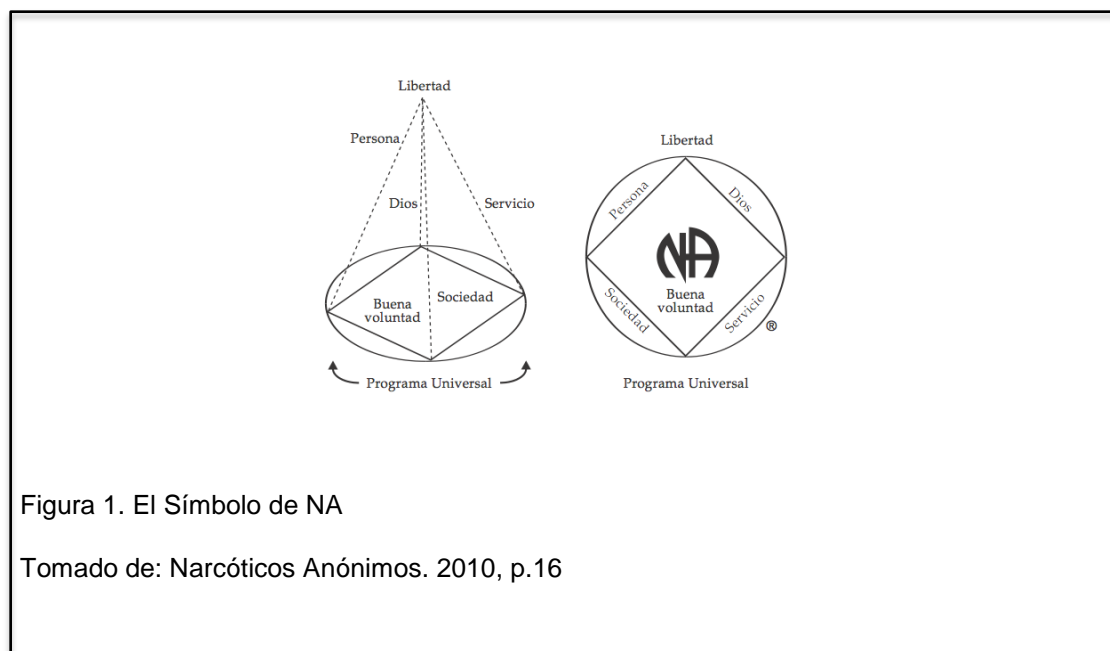 Libertad
Persona
Dios
Servicio
Buena
voluntad
Sociedad
Programa Universal
Libertad
Persona
Dios
NA
Buena
voluntad
Sociedad
Servicio
®
Programa Universal
Figura 1. El Símbolo de NA
Tomado de: Narcóticos Anónimos. 2010, p.16